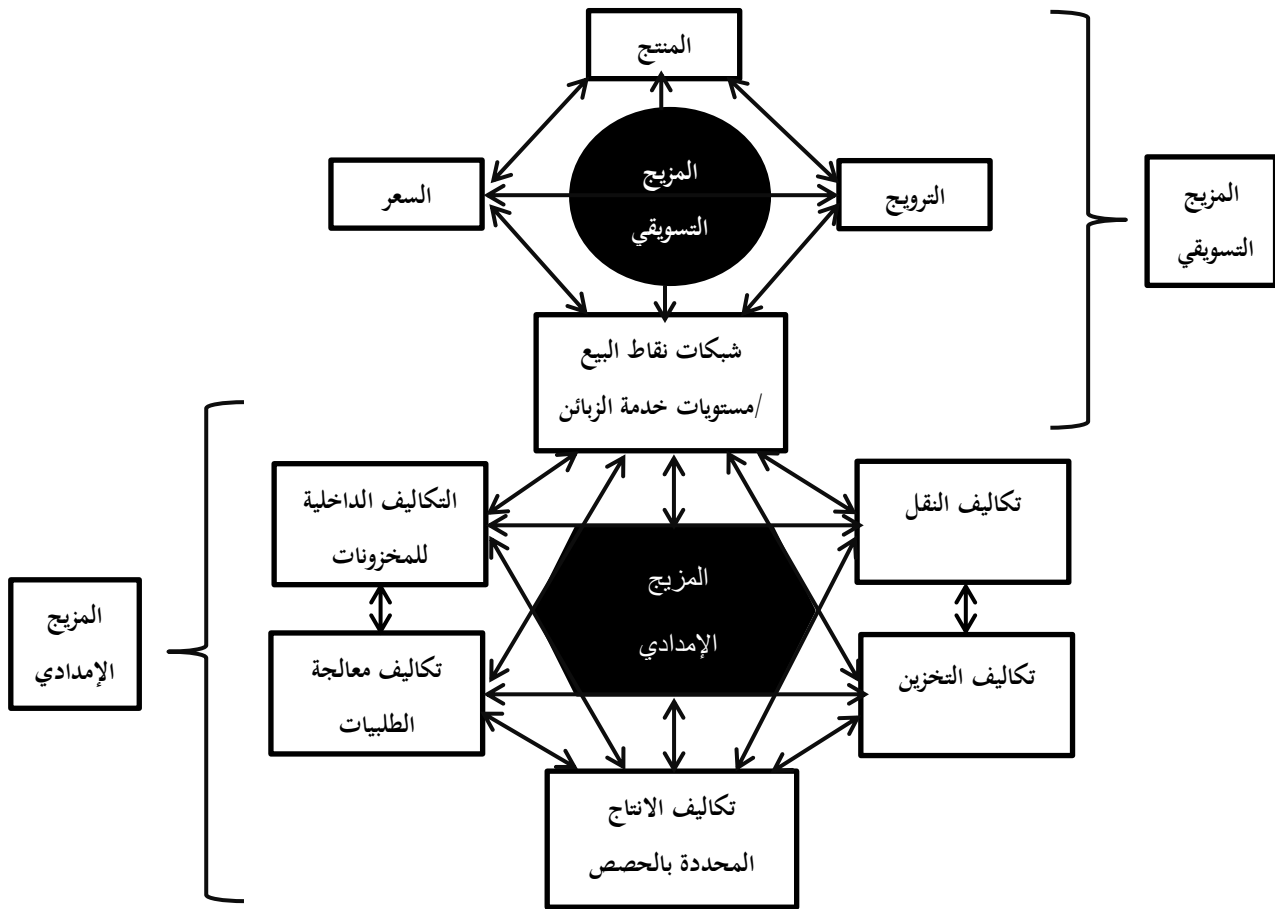 المنتج
المزيج
التسويقي
الترويج
السعر
المزيج
التسويقي
شبكات نقاط البيع
/مستويات خدمة الزبائن
تكاليف النقل
التكاليف الداخلية
للمخزونات
المزيج
الإمدادي
المزيج
الإمدادي
تكاليف التخزين
تكاليف معالجة
الطلبيات
تكاليف الانتاج
المحددة بالحصص